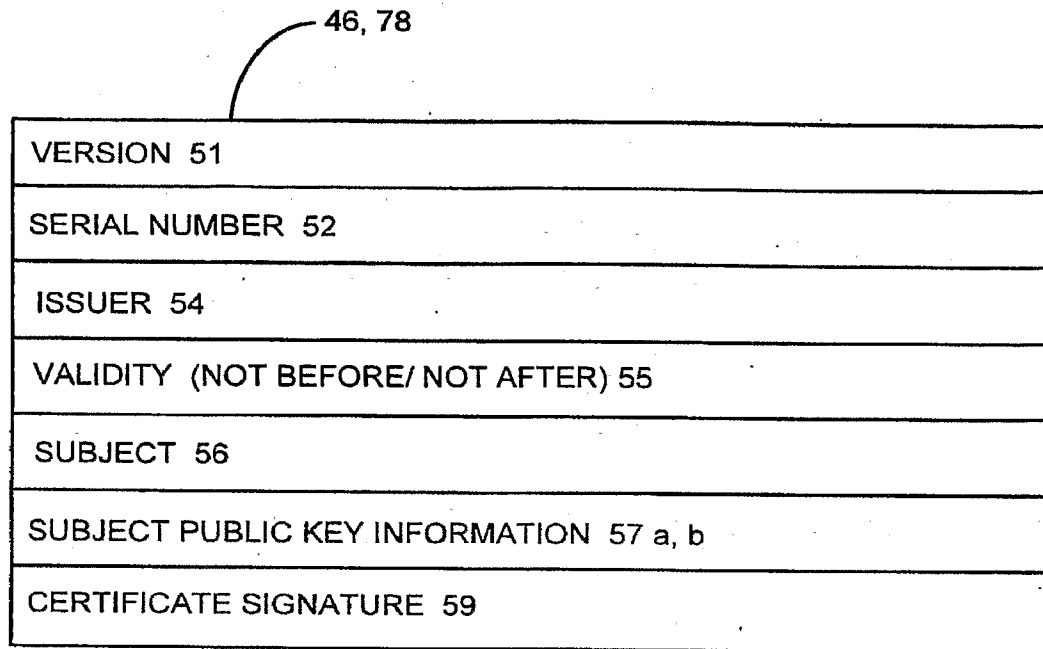 46, 78
VERSION 51
SERIAL NUMBER 52
ISSUER 54
VALIDITY (NOT BEFORE/ NOT AFTER) 55
SUBJECT 56
SUBJECT PUBLIC KEY INFORMATION 57 a, b
CERTIFICATE SIGNATURE 59